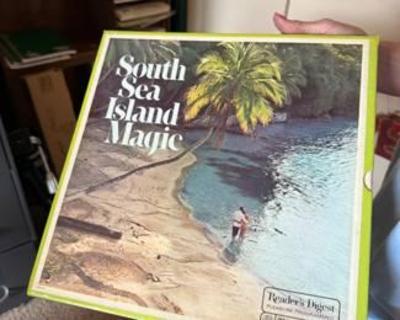 South
Sea
Island
Magic
Reader's Digest